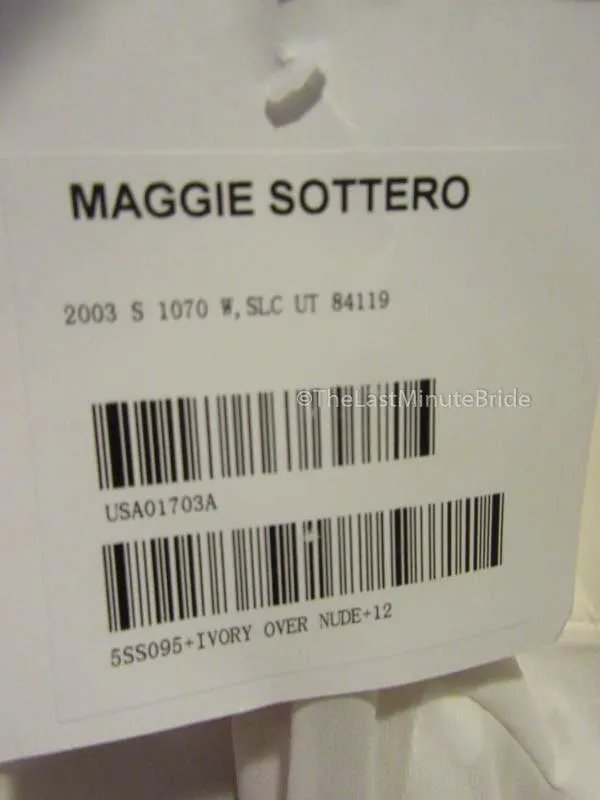 MAGGIE SOTTERO
2003 S 1070 W, SLC UT 84119
©TheLastMinuteBride
USA01703A
5SS095+IVORY OVER NUDE+12